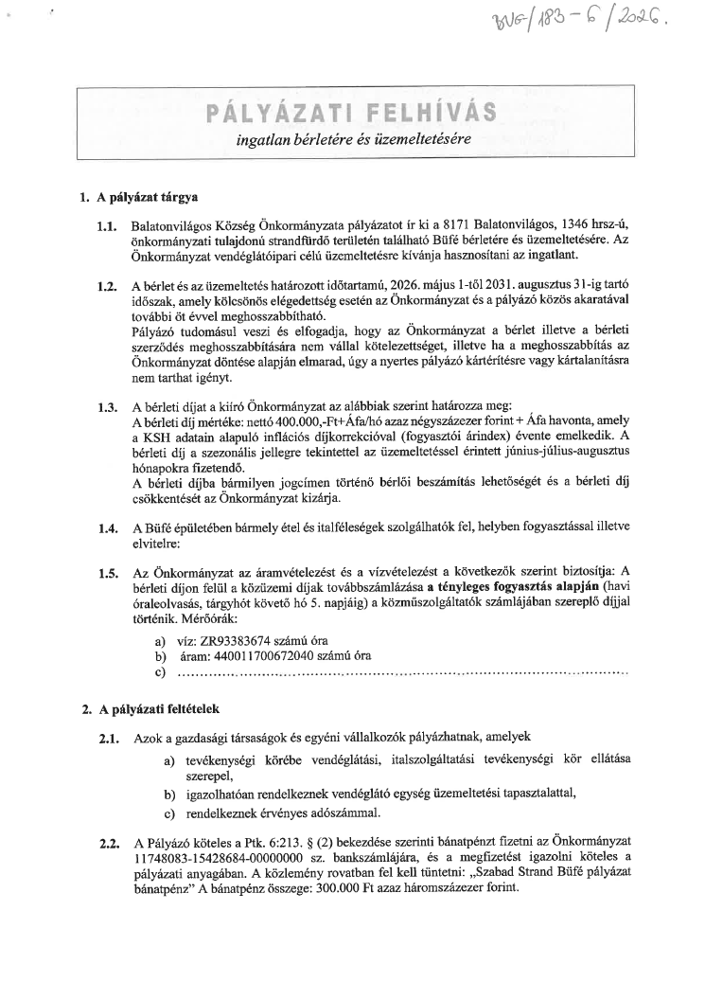 BVG/183-6/2026.
PÁLYÁZATI FELHÍVÁS
ingatlan bérletére és üzemeltetésére
1. A pályázat tárgya
1.1. Balatonvilágos Község Önkormányzata pályázatot ír ki a 8171 Balatonvilágos, 1346 hrsz-ú,
önkormányzati tulajdonú strandfürdő területén található Büfé bérletére és üzemeltetésére. Az
Önkormányzat vendéglátóipari célú üzemeltetésre kívánja hasznosítani az ingatlant.
1.2. A bérlet és az üzemeltetés határozott időtartamú, 2026. május 1-től 2031. augusztus 31-ig tartó
időszak, amely kölcsönös elégedettség esetén az Önkormányzat és a pályázó közös akaratával
további öt évvel meghosszabbítható.
Pályázó tudomásul veszi és elfogadja, hogy az Önkormányzat a bérlet illetve a bérleti
szerződés meghosszabbítására nem vállal kötelezettséget, illetve ha a meghosszabbítás az
Önkormányzat döntése alapján elmarad, úgy a nyertes pályázó kártérítésre vagy kártalanításra
nem tarthat igényt.
1.3. A bérleti díjat a kiíró Önkormányzat az alábbiak szerint határozza meg:
A bérleti díj mértéke: nettó 400.000,-Ft+Áfa/hó azaz négyszázezer forint + Áfa havonta, amely
a KSH adatain alapuló inflációs díjkorrekcióval (fogyasztói árindex) évente emelkedik. A
bérleti díj a szezonális jellegre tekintettel az üzemeltetéssel érintett június-július-augusztus
hónapokra fizetendő.
A bérleti díjba bármilyen jogcímen történő bérlői beszámítás lehetőségét és a bérleti díj
csökkentését az Önkormányzat kizárja.
1.4. A Büfé épületében bármely étel és italféleségek szolgálhatók fel, helyben fogyasztással illetve
elvitelre:
1.5. Az Önkormányzat az áramvételezést és a vízvételezést a következők szerint biztosítja: A
bérleti díjon felül a közüzemi díjak továbbszámlázása a tényleges fogyasztás alapján (havi
óraleolvasás, tárgyhót követő hó 5. napjáig) a közműszolgáltatók számlájában szereplő díjjal
történik. Mérőórák:
a) víz: ZR93383674 számú óra
b) áram: 440011700672040 számú óra
c) ...............................................................................................
2. A pályázati feltételek
2.1. Azok a gazdasági társaságok és egyéni vállalkozók pályázhatnak, amelyek
a) tevékenységi körébe vendéglátási, italszolgáltatási tevékenységi kör ellátása
szerepel,
b) igazolhatóan rendelkeznek vendéglátó egység üzemeltetési tapasztalattal,
c) rendelkeznek érvényes adószámmal.
2.2. A Pályázó köteles a Ptk. 6:213. § (2) bekezdése szerinti bánatpénzt fizetni az Önkormányzat
11748083-15428684-00000000 sz. bankszámlájára, és a megfizetést igazolni köteles a
pályázati anyagában. A közlemény rovatban fel kell tüntetni: „Szabad Strand Büfé pályázat
bánatpénz” A bánatpénz összege: 300.000 Ft azaz háromszázezer forint.